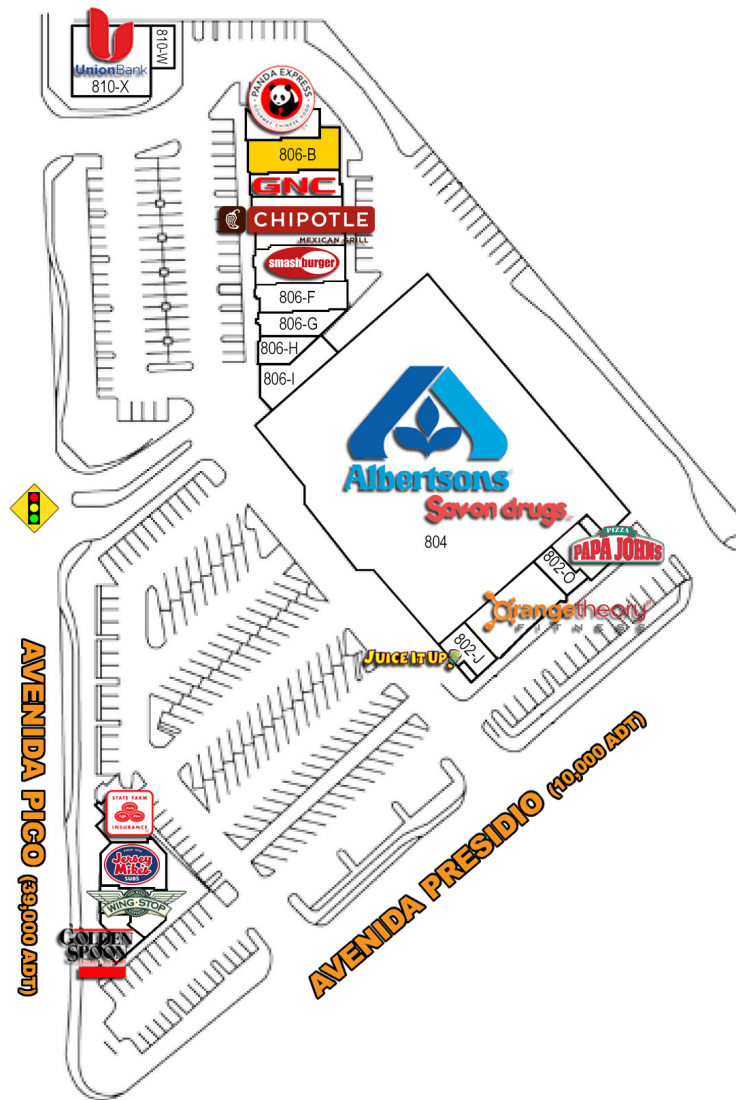 UnionBank
810-X
810-W
PANDA EXPRESS
GOURMET CHINESE FOOD
806-B
GNC
CHIPOTLE
MEXICAN GRILL
smashburger
806-F
806-G
806-H
806-I
Albertsons
Savon drugs
804
PIZZA
PAPA JOHNS
802-O
Orangetheory
FITNESS
802-J
JUICE IT UP!
AVENIDA PICO (39,000 ADT)
AVENIDA PRESIDIO (10,000 ADT)
STATE FARM
INSURANCE
Jersey
Mike's
SUBS
WING·STOP
GOLDEN
SPOON